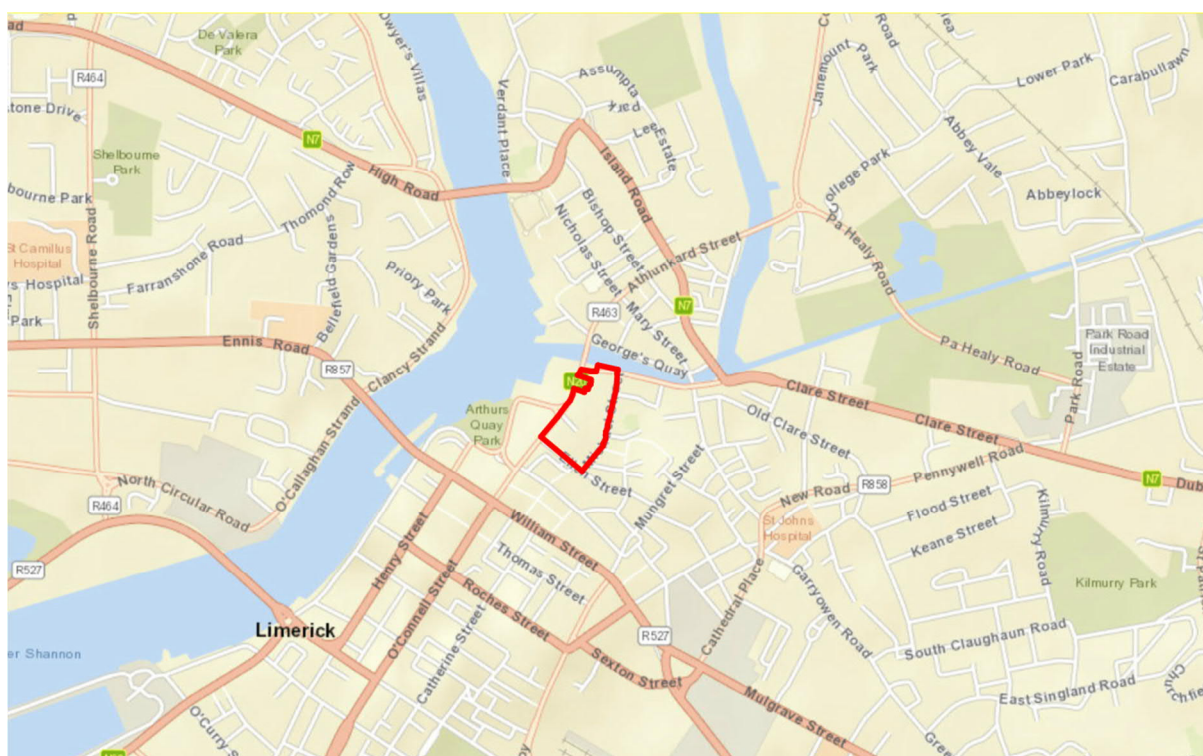 De Valera
Park
Dwyer's Villas
Verdant Place
Assumpta
Park
Lee Estate
Janemount
Park
Road
Lower Park
Carabullawn
R464
N7
Shelbourne
Park
High Road
Island Road
Abbey Vale
College Park
Abbeylock
Thomond Row
bourne Park
Bishop Street
Nicholas Street
St Camillus
Hospital
Shelbourne Road
Farranshone Road
Bellefield Gardens
Priory Park
Athlunkard Street
Pa Healy Road
s Hospital
Park
R463
N7
Mary Street
Ennis Road
George's Quay
Pa Healy Road
Park Road
Industrial
Estate
R857
Clancy Strand
Clare Street
Park Road
Arthurs
Quay
Park
Old Clare Street
Clare Street
O'Callaghan Strand
North Circular Road
Street
Mungret Street
Pennywell Road
N7
R464
New Road
R858
Flood Street
Kilmurry Road
William Street
St Johns
Hospital
Keane Street
R527
Henry Street
Thomas Street
Kilmurry Park
O'Connell Street
Roches Street
Cathedral Place
Garryowen Road
Limerick
R527
South Claughaun Road
er Shannon
Catherine Street
Sexton Street
East Singland Road
Mulgrave Street
O'Curry S